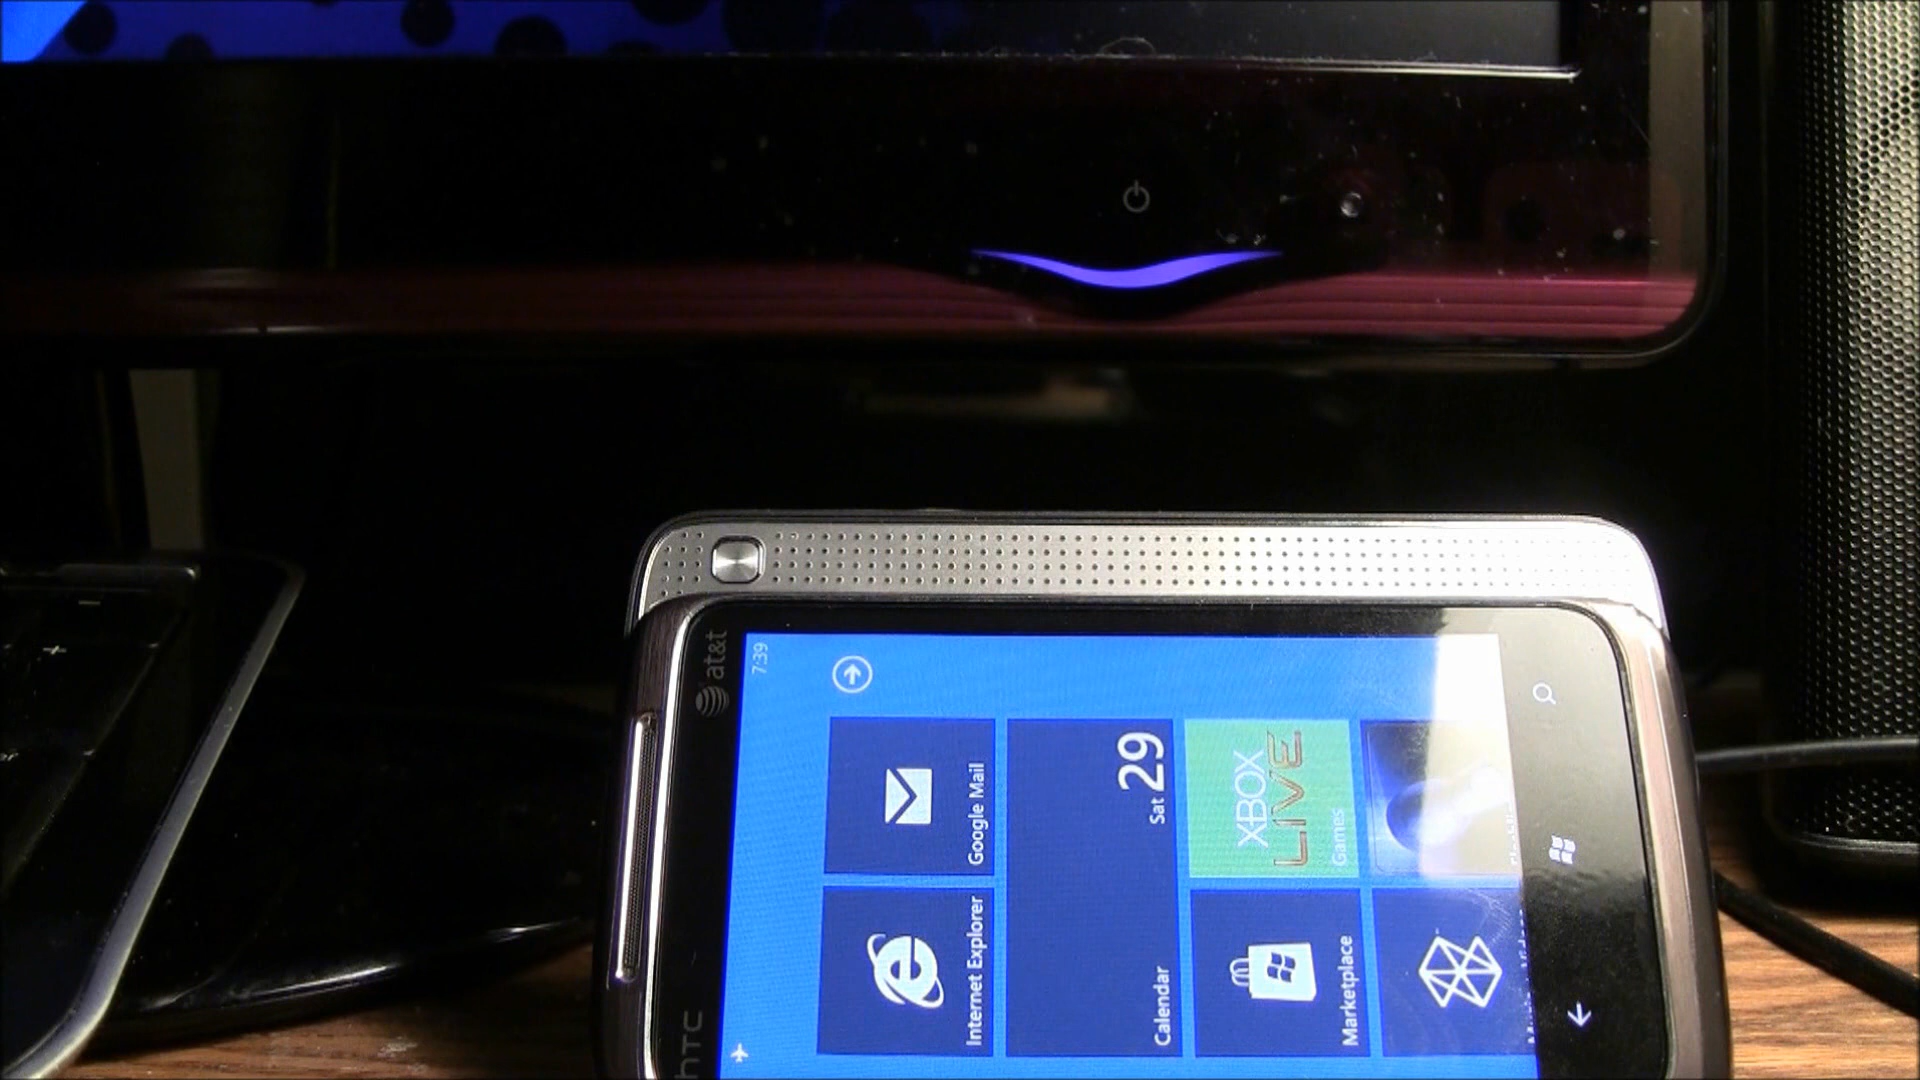 at&t
hTC
7:39
Internet Explorer
Google Mail
Calendar
Sat 29
Marketplace
XBOX
LIVE
Games